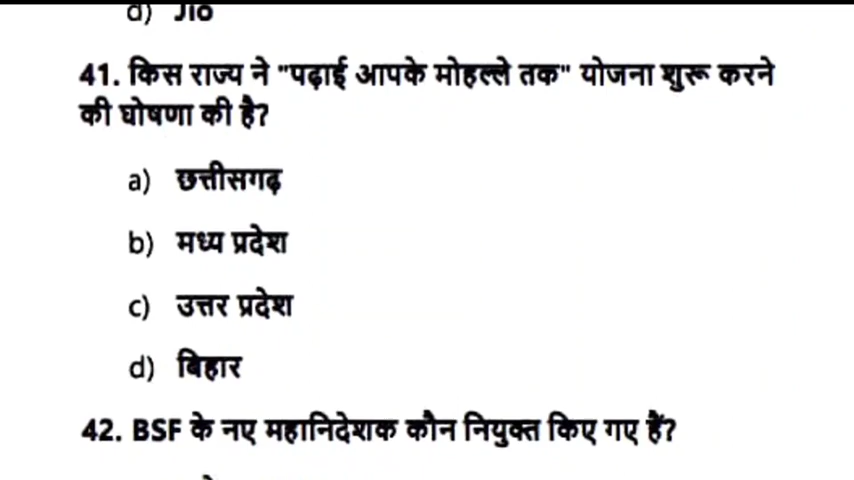 d) Jio
41. किस राज्य ने "पढ़ाई आपके मोहल्ले तक" योजना शुरू करने
की घोषणा की है?
a) छत्तीसगढ़
b) मध्य प्रदेश
c) उत्तर प्रदेश
d) बिहार
42. BSF के नए महानिदेशक कौन नियुक्त किए गए हैं?